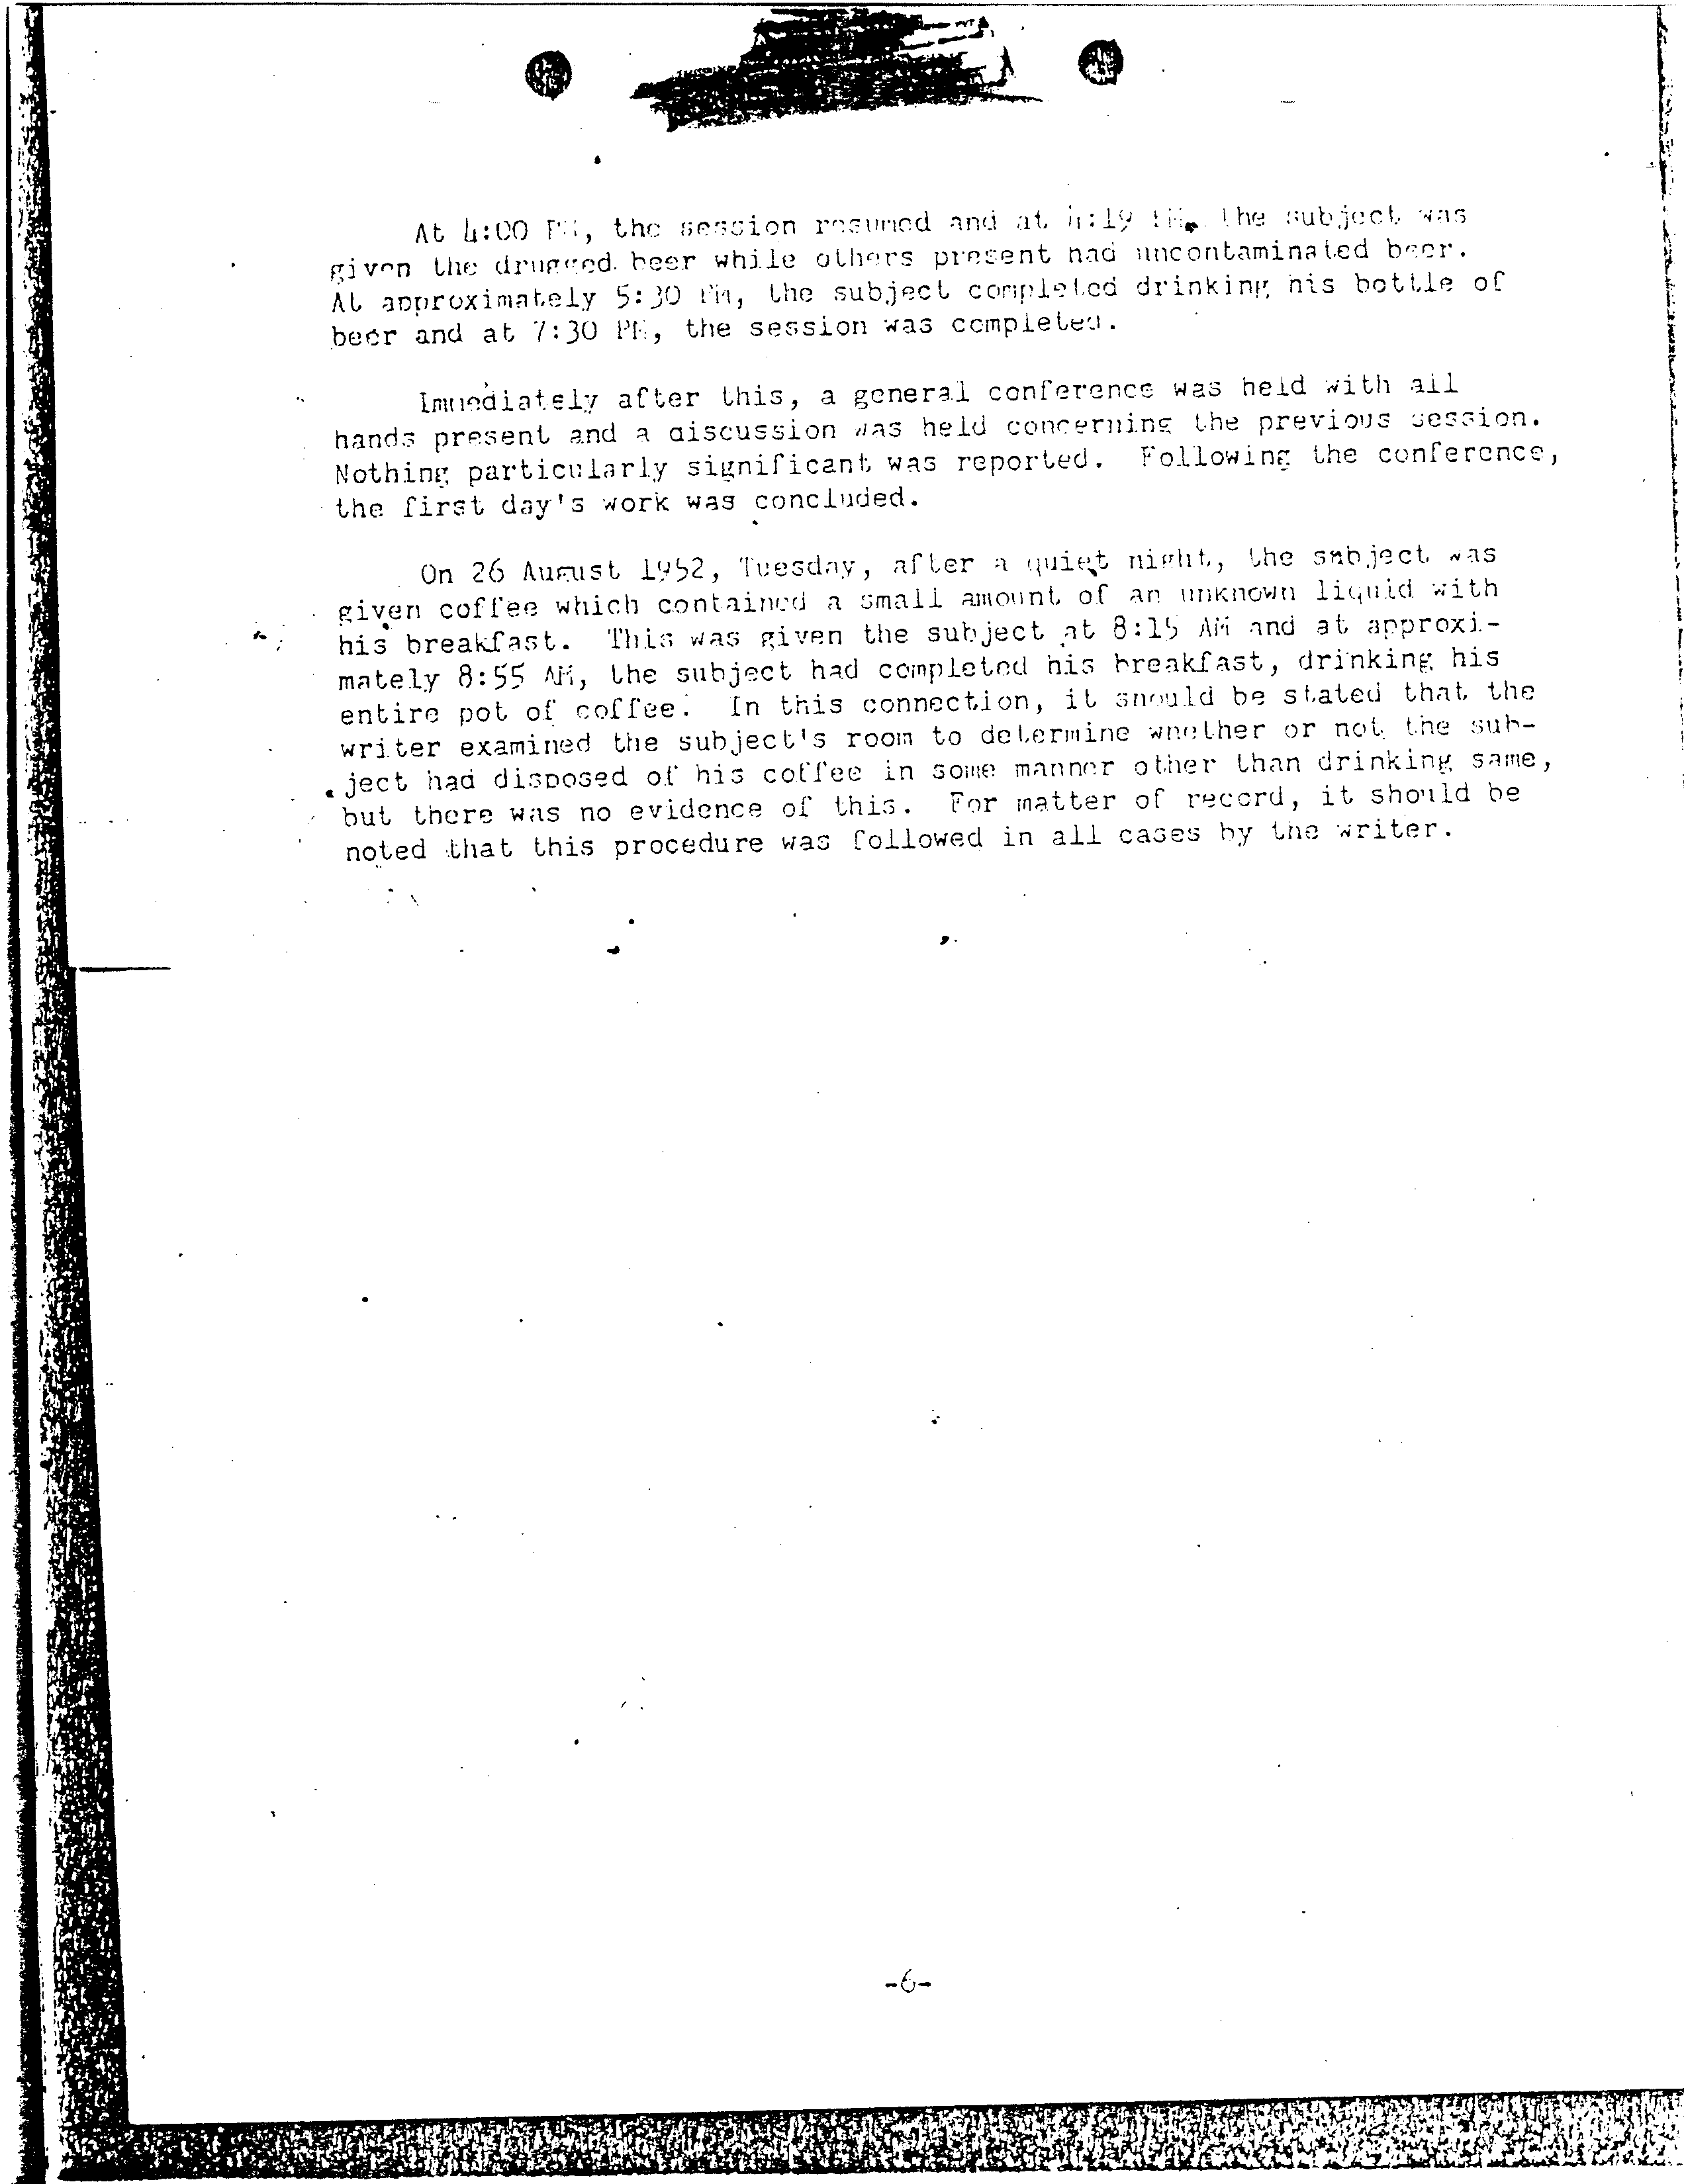 At 4:00 PM, the session resumed and at 4:19 PM, the subject was
given the drugged beer while others present had uncontaminated beer.
At approximately 5:30 PM, the subject completed drinking his bottle of
beer and at 7:30 PM, the session was completed.
Immediately after this, a general conference was held with all
hands present and a discussion was held concerning the previous session.
Nothing particularly significant was reported. Following the conference,
the first day's work was concluded.
On 26 August 1952, Tuesday, after a quiet night, the subject was
given coffee which contained a small amount of an unknown liquid with
his breakfast. This was given the subject at 8:15 AM and at approxi-
mately 8:55 AM, the subject had completed his breakfast, drinking his
entire pot of coffee. In this connection, it should be stated that the
writer examined the subject's room to determine whether or not the sub-
ject had disposed of his coffee in some manner other than drinking same,
but there was no evidence of this. For matter of record, it should be
noted that this procedure was followed in all cases by the writer.
-6-